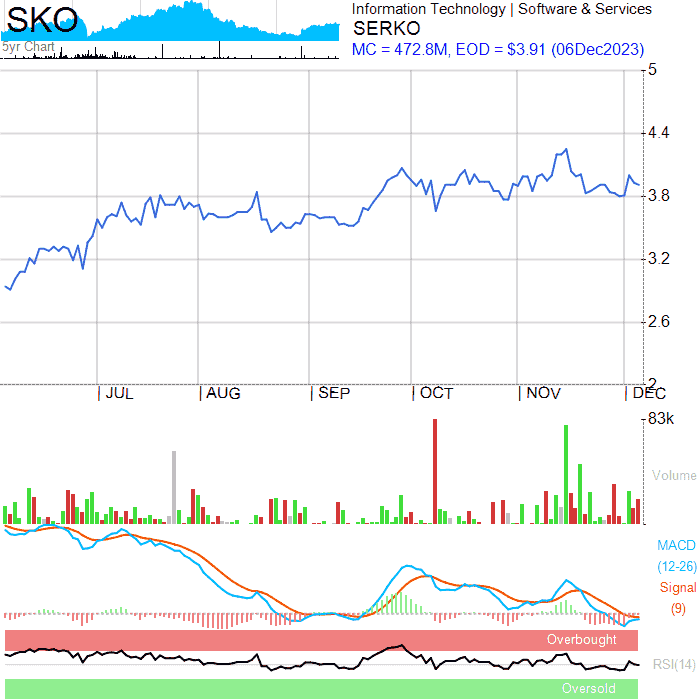 SKO
5yr Chart
Information Technology | Software & Services
SERKO
MC = 472.8M, EOD = $3.91 (06Dec2023)
5
4.4
3.8
3.2
2.6
2
| JUL | AUG | SEP | OCT | NOV | DEC
83k
Volume
MACD
(12-26)
Signal
(9)
Overbought
RSI(14)
Oversold